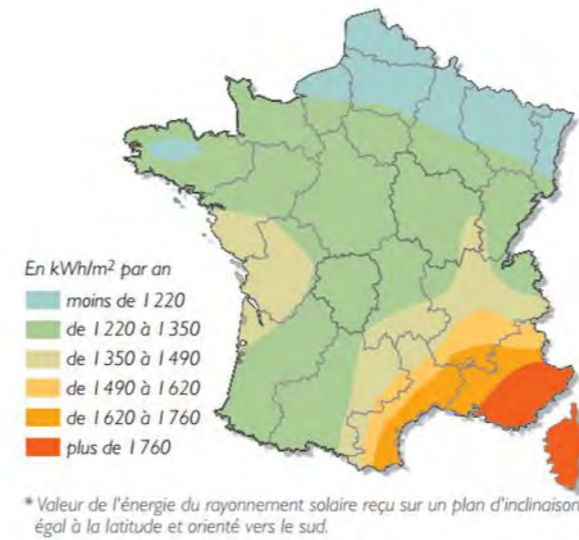 En kWh/m² par an
moins de 1 220
de 1 220 à 1 350
de 1 350 à 1 490
de 1 490 à 1 620
de 1 620 à 1 760
plus de 1 760
* Valeur de l'énergie du rayonnement solaire reçu sur un plan d'inclinaison
égal à la latitude et orienté vers le sud.